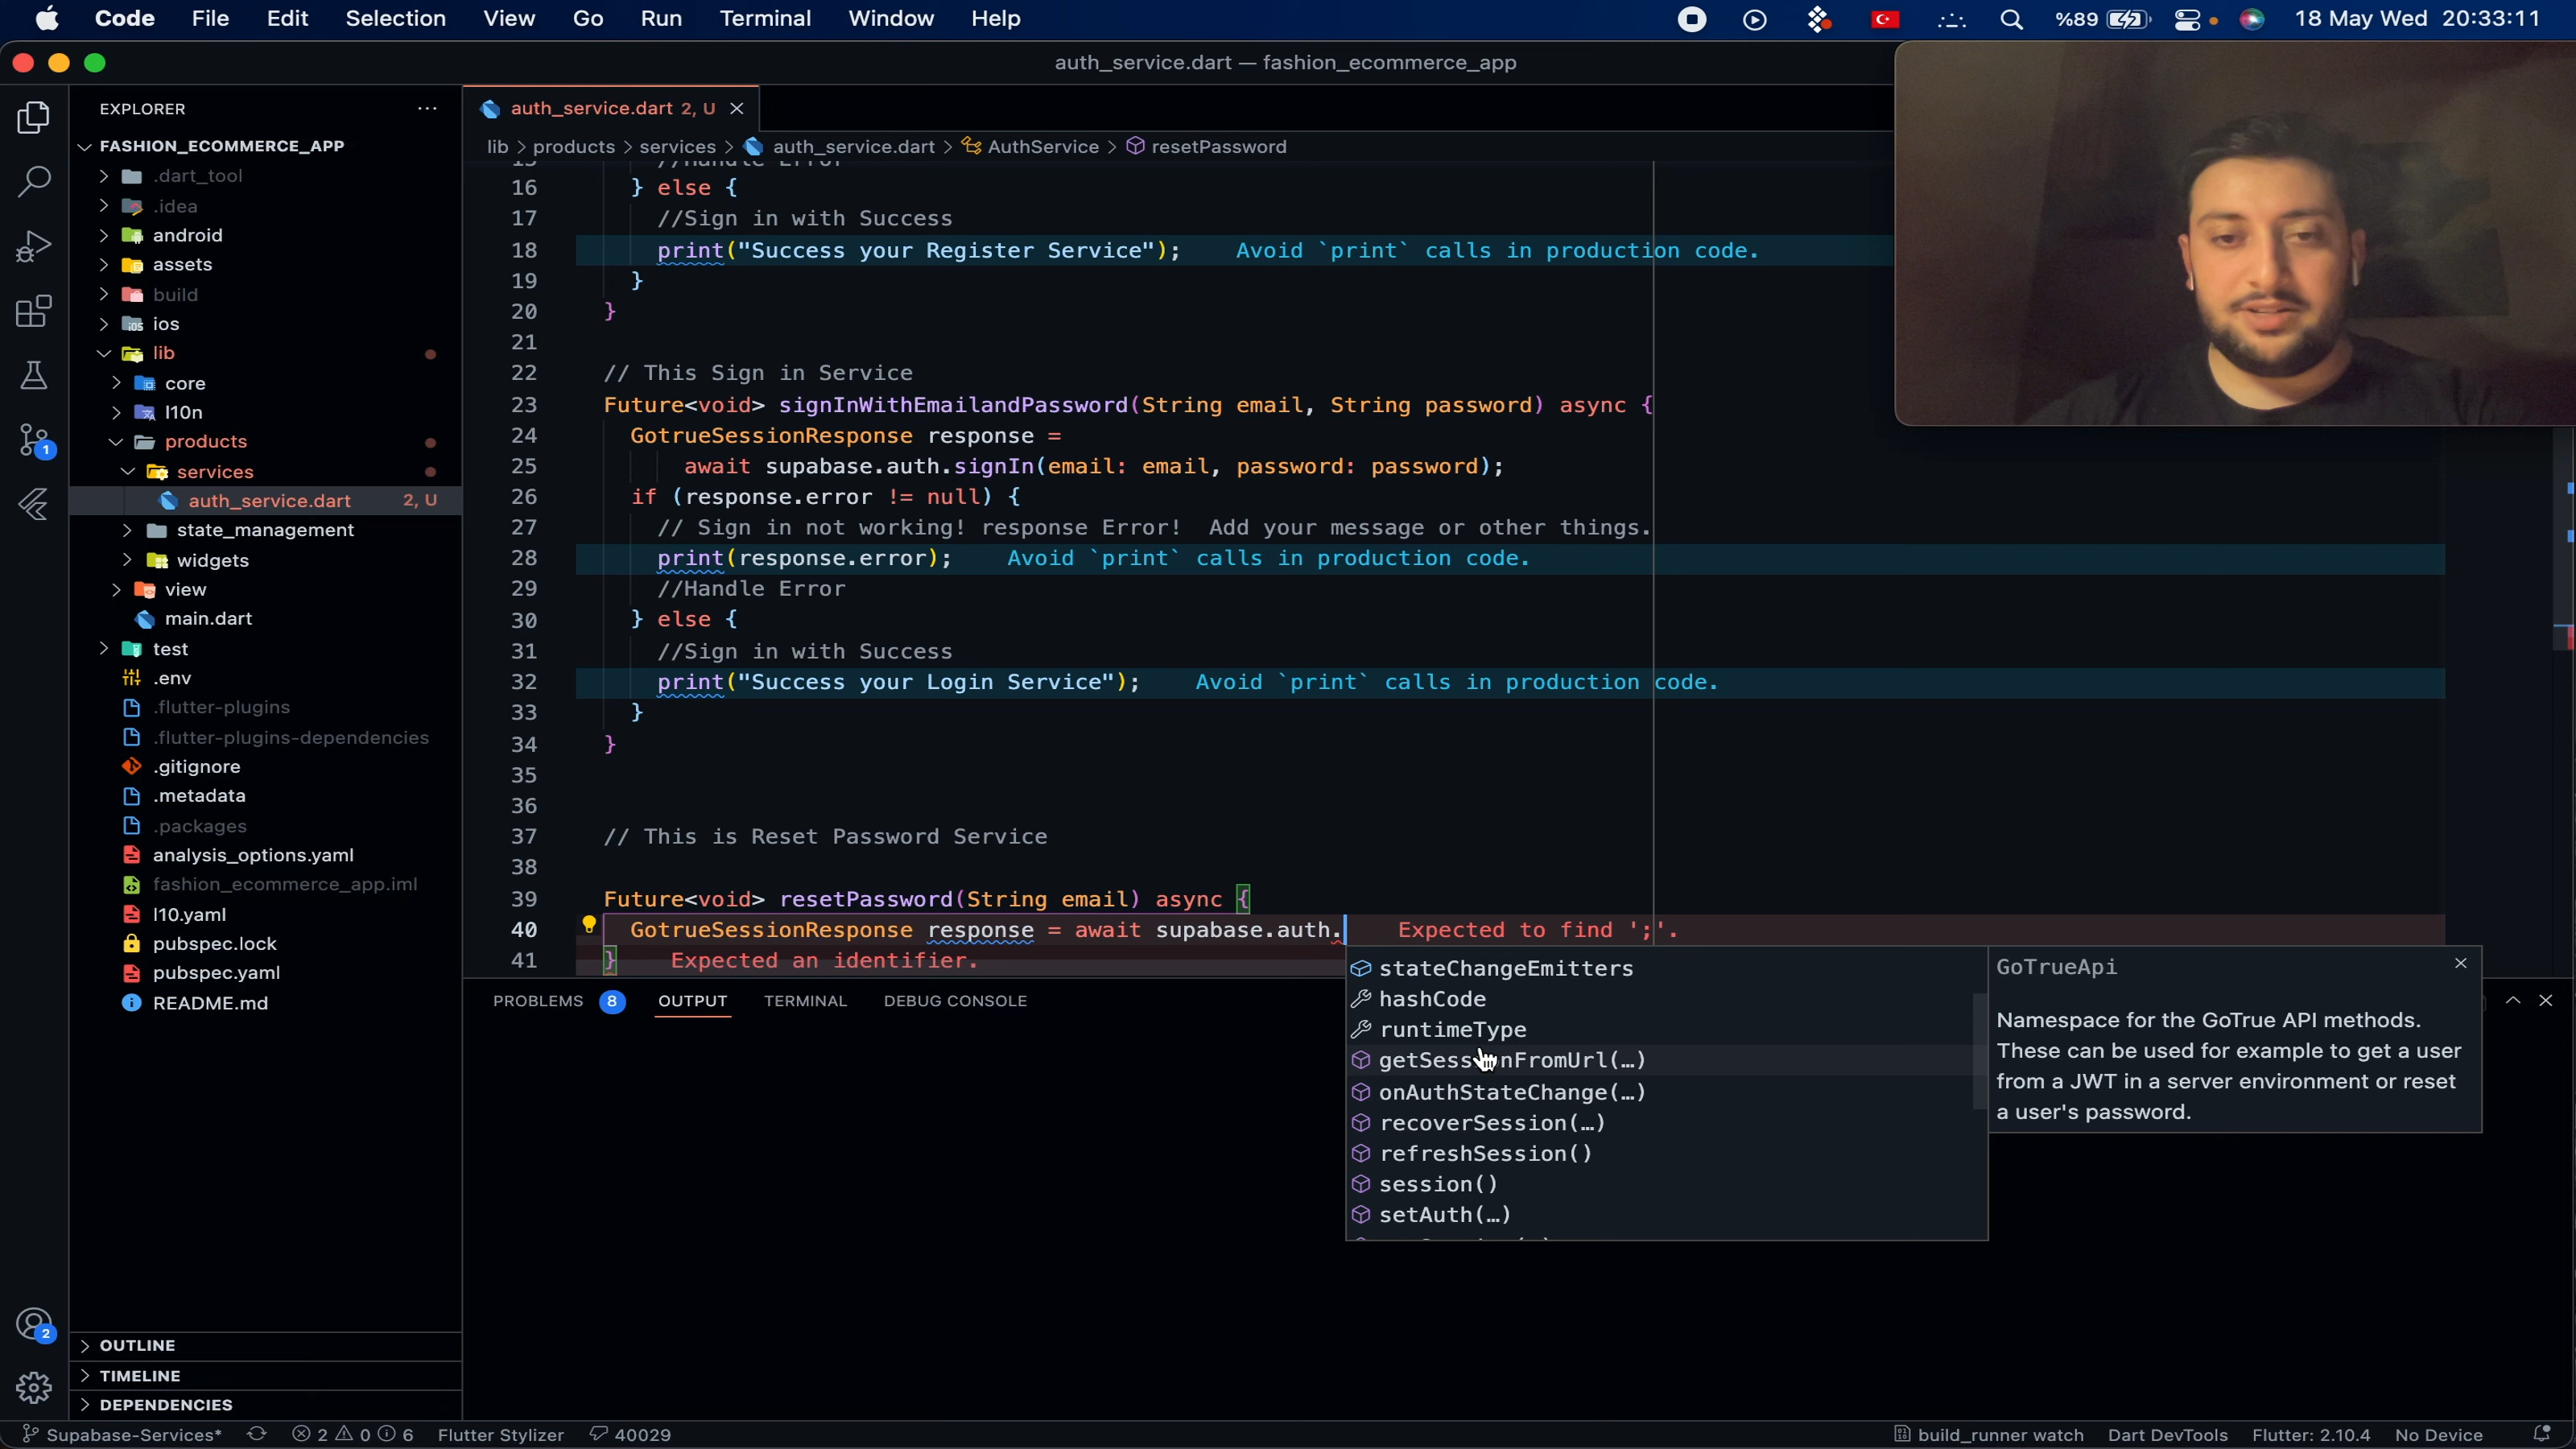 Code File Edit Selection View Go Run Terminal Window Help %89 18 May Wed 20:33:11
auth_service.dart — fashion_ecommerce_app
EXPLORER
FASHION_ECOMMERCE_APP
.dart_tool
.idea
android
assets
build
ios
lib
core
l10n
products
services
auth_service.dart 2, U
state_management
widgets
view
main.dart
test
.env
.flutter-plugins
.flutter-plugins-dependencies
.gitignore
.metadata
.packages
analysis_options.yaml
fashion_ecommerce_app.iml
l10.yaml
pubspec.lock
pubspec.yaml
README.md
OUTLINE
TIMELINE
DEPENDENCIES
1
2
auth_service.dart 2, U
lib > products > services > auth_service.dart > AuthService > resetPassword
16 } else {
17 //Sign in with Success
18 print("Success your Register Service"); Avoid `print` calls in production code.
19 }
20 }
21
22 // This Sign in Service
23 Future<void> signInWithEmailandPassword(String email, String password) async {
24 GotrueSessionResponse response =
25 await supabase.auth.signIn(email: email, password: password);
26 if (response.error != null) {
27 // Sign in not working! response Error! Add your message or other things.
28 print(response.error); Avoid `print` calls in production code.
29 //Handle Error
30 } else {
31 //Sign in with Success
32 print("Success your Login Service"); Avoid `print` calls in production code.
33 }
34 }
35
36
37 // This is Reset Password Service
38
39 Future<void> resetPassword(String email) async {
40 GotrueSessionResponse response = await supabase.auth. Expected to find ';'.
41 } Expected an identifier.
stateChangeEmitters
hashCode
runtimeType
getSessionFromUrl(…)
onAuthStateChange(…)
recoverSession(…)
refreshSession()
session()
setAuth(…)
GoTrueApi
Namespace for the GoTrue API methods.
These can be used for example to get a user
from a JWT in a server environment or reset
a user's password.
PROBLEMS 8 OUTPUT TERMINAL DEBUG CONSOLE
Supabase-Services* 2 0 6 Flutter Stylizer 40029 build_runner watch Dart DevTools Flutter: 2.10.4 No Device